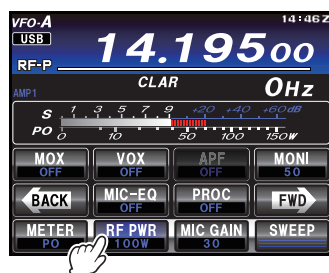 VFO-A 14:46Z
USB 14.19500
RF-P
AMP1 CLAR 0Hz
S 1 3 5 7 9 +20 +40 +60dB
PO 0 10 50 100 150W
MOX OFF VOX OFF APF OFF MONI 50
BACK MIC-EQ OFF PROC OFF FWD
METER PO RF PWR 100W MIC GAIN 30 SWEEP